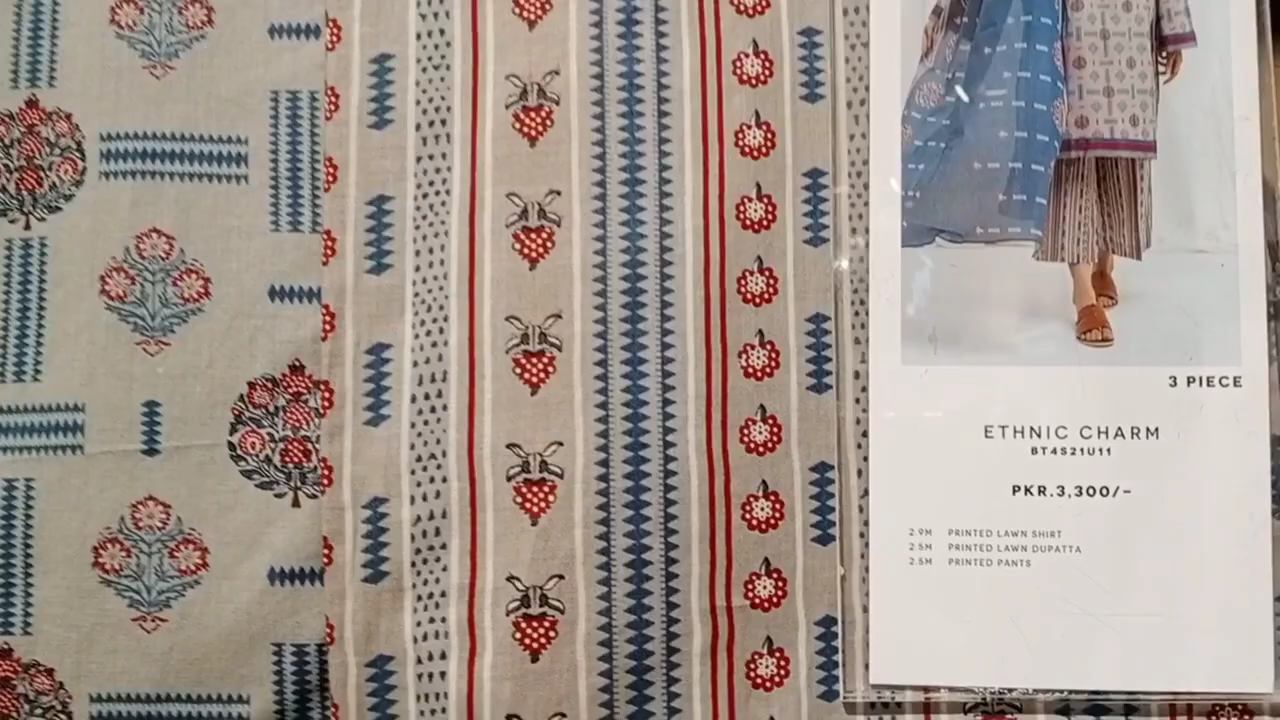 3 PIECE
ETHNIC CHARM
BT4S21U11
PKR.3,300/-
2.9M PRINTED LAWN SHIRT
2.5M PRINTED LAWN DUPATTA
2.5M PRINTED PANTS